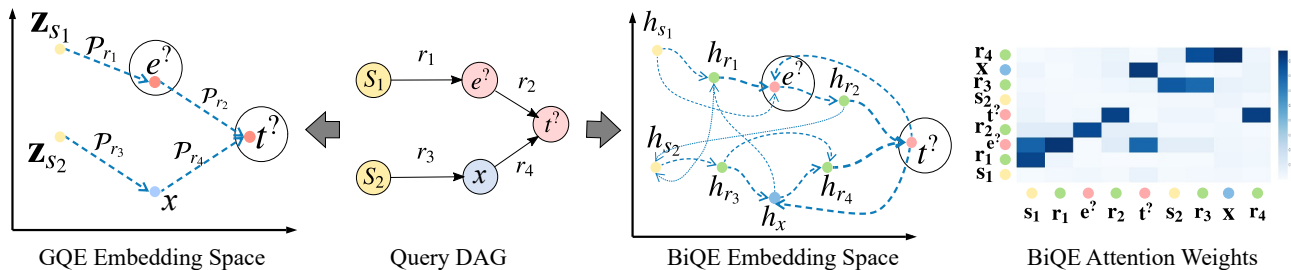 z_{s_1}
P_{r_1}
e?
P_{r_2}
t?
z_{s_2}
P_{r_3}
P_{r_4}
x
GQE Embedding Space
S_1
r_1
e?
r_2
t?
S_2
r_3
x
r_4
Query DAG
h_{s_1}
h_{r_1}
e?
h_{r_2}
t?
h_{s_2}
h_{r_3}
h_x
h_{r_4}
BiQE Embedding Space
r_4
x
r_3
s_2
t?
r_2
e?
r_1
s_1
s_1 r_1 e? r_2 t? s_2 r_3 x r_4
BiQE Attention Weights